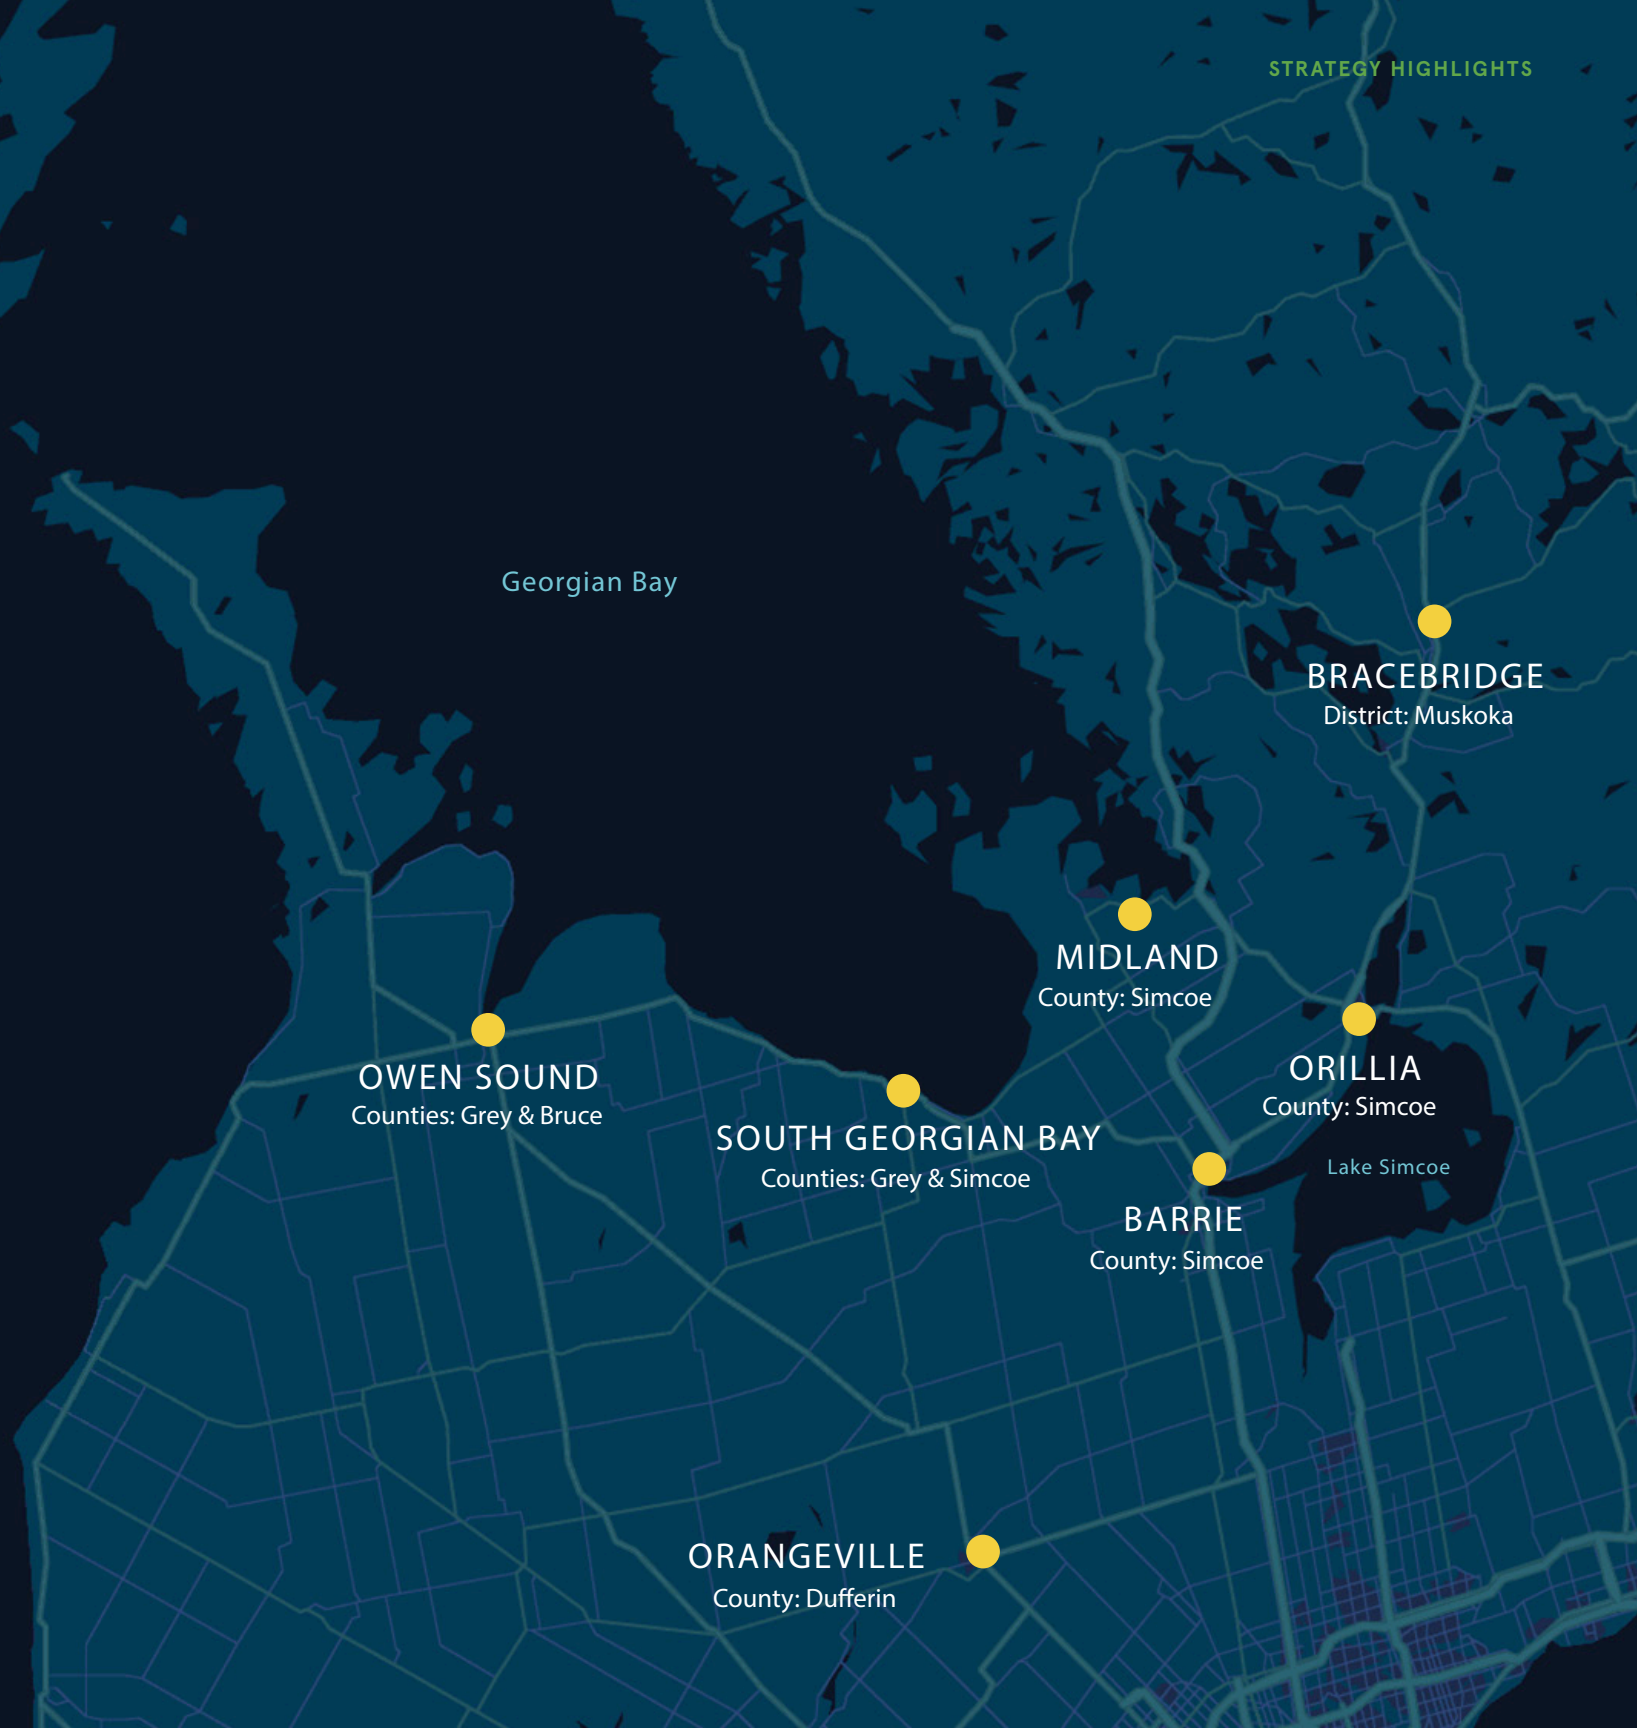 STRATEGY HIGHLIGHTS
Georgian Bay
BRACEBRIDGE
District: Muskoka
MIDLAND
County: Simcoe
OWEN SOUND
Counties: Grey & Bruce
ORILLIA
County: Simcoe
SOUTH GEORGIAN BAY
Counties: Grey & Simcoe
Lake Simcoe
BARRIE
County: Simcoe
ORANGEVILLE
County: Dufferin